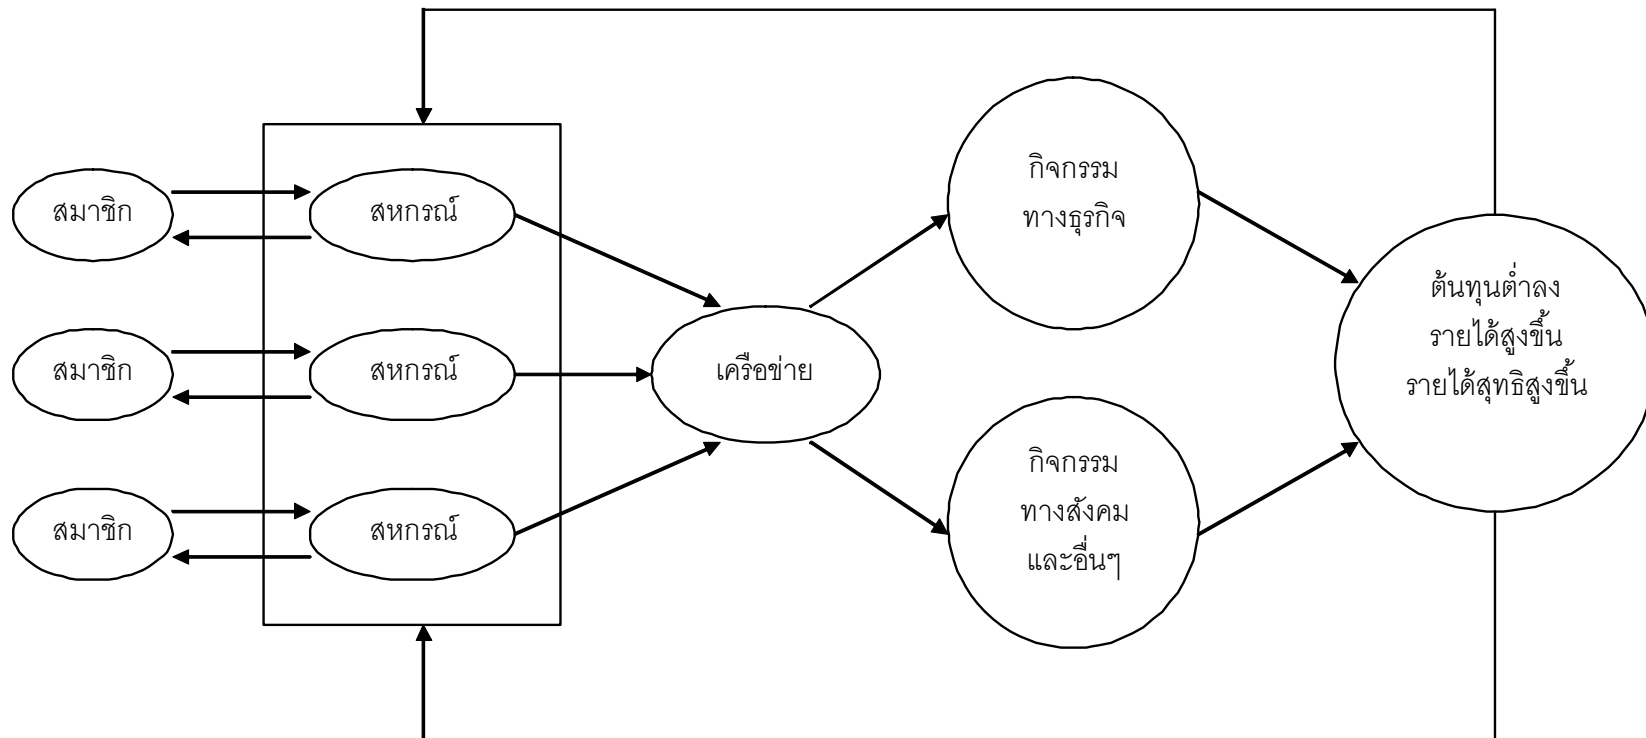 สมาชิก
สหกรณ์
สมาชิก
สหกรณ์
สมาชิก
สหกรณ์
เครือข่าย
กิจกรรม
ทางธุรกิจ
กิจกรรม
ทางสังคม
และอื่นๆ
ต้นทุนต่ำลง
รายได้สูงขึ้น
รายได้สุทธิสูงขึ้น